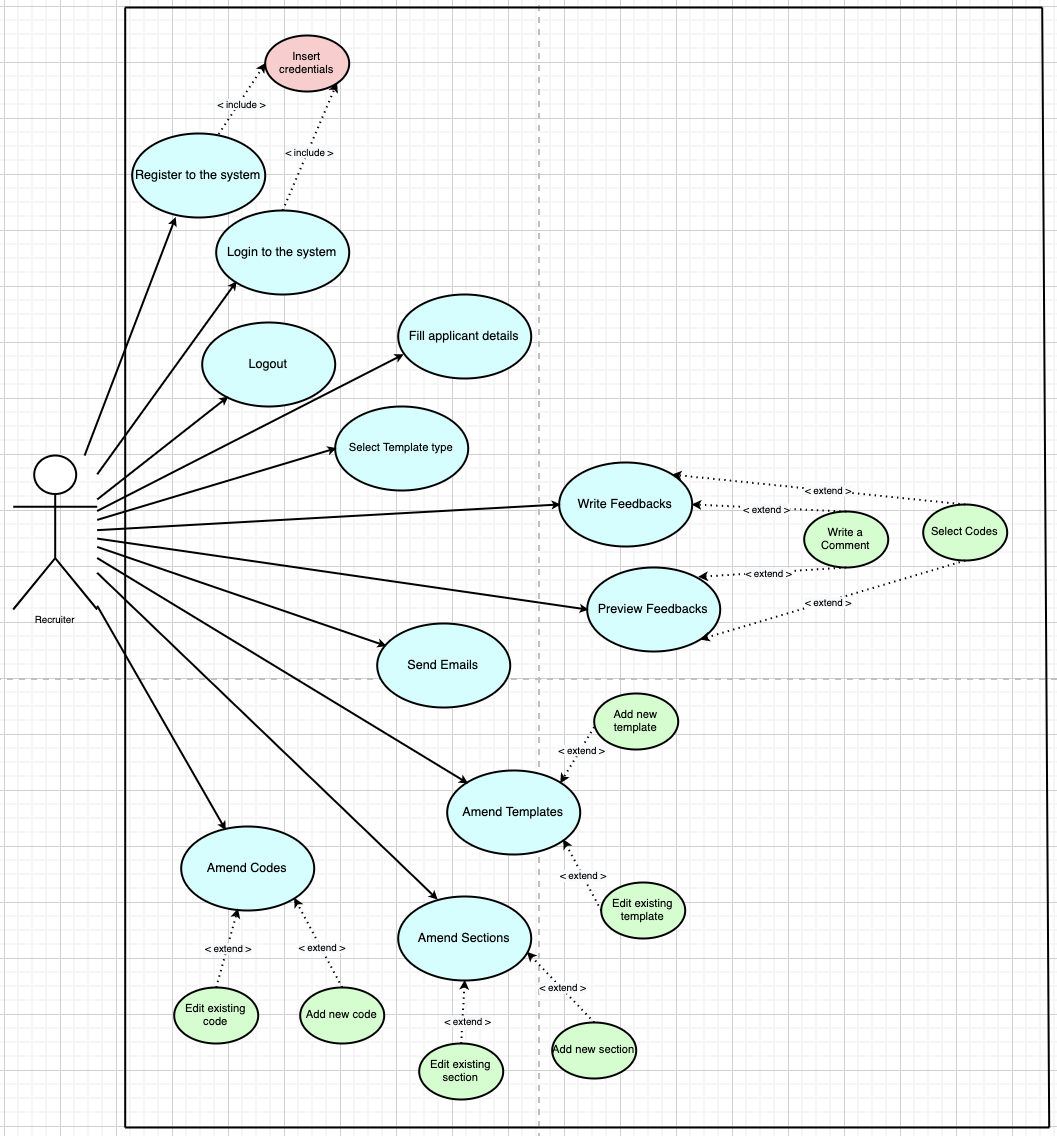 Insert
credentials
< include >
< include >
Register to the system
Login to the system
Fill applicant details
Logout
Select Template type
< extend >
Write Feedbacks
< extend >
Write a
Comment
Select Codes
< extend >
Preview Feedbacks
< extend >
Recruiter
Send Emails
Add new
template
< extend >
Amend Templates
Amend Codes
< extend >
Edit existing
template
Amend Sections
< extend >
< extend >
< extend >
Edit existing
code
Add new code
< extend >
Add new section
Edit existing
section